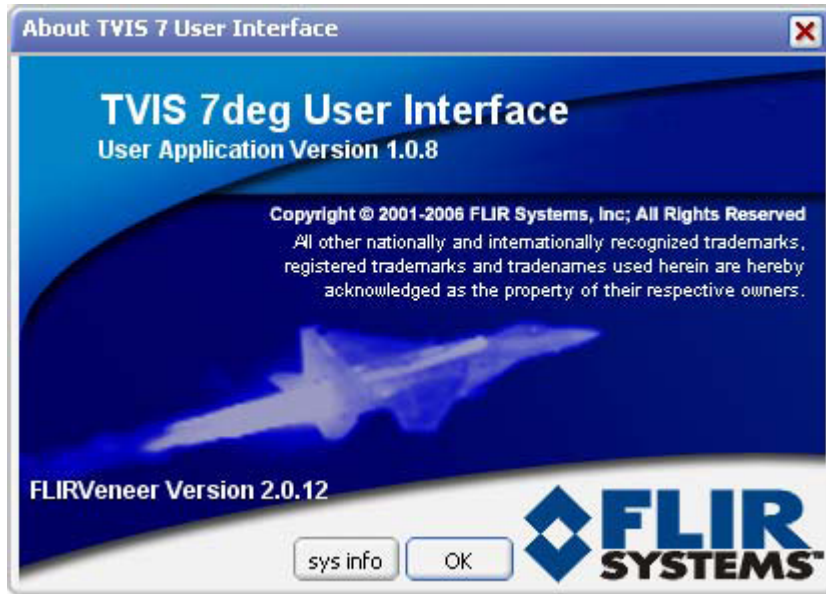 About TVIS 7 User Interface
TVIS 7deg User Interface
User Application Version 1.0.8
Copyright © 2001-2006 FLIR Systems, Inc; All Rights Reserved
All other nationally and internationally recognized trademarks,
registered trademarks and tradenames used herein are hereby
acknowledged as the property of their respective owners.
FLIRVeneer Version 2.0.12
sys info
OK
FLIR
SYSTEMS™